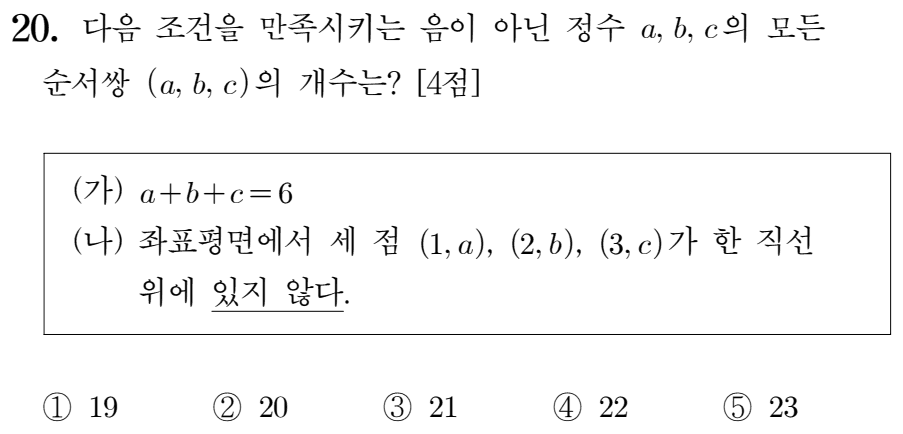 20. 다음 조건을 만족시키는 음이 아닌 정수 a, b, c의 모든
순서쌍 (a, b, c)의 개수는? [4점]
(가) a+b+c=6
(나) 좌표평면에서 세 점 (1, a), (2, b), (3, c)가 한 직선
위에 있지 않다.
① 19 ② 20 ③ 21 ④ 22 ⑤ 23